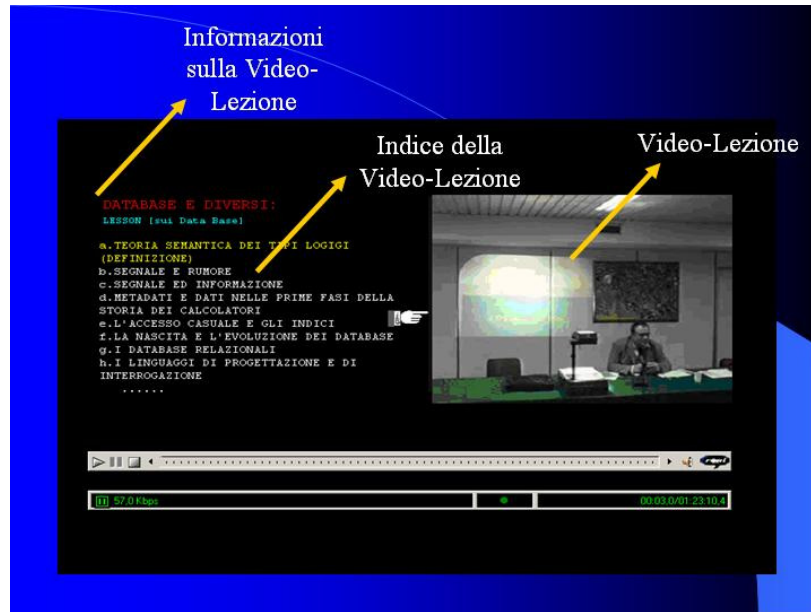 Informazioni
sulla Video-
Lezione
Indice della
Video-Lezione
Video-Lezione
DATABASE E DIVERSI:
LESSON [sui Data Base]
a.TEORIA SEMANTICA DEI TIPI LOGIGI
(DEFINIZIONE)
b.SEGNALE E RUMORE
c.SEGNALE ED INFORMAZIONE
d.METADATI E DATI NELLE PRIME FASI DELLA
STORIA DEI CALCOLATORI
e.L'ACCESSO CASUALE E GLI INDICI
f.LA NASCITA E L'EVOLUZIONE DEI DATABASE
g.I DATABASE RELAZIONALI
h.I LINGUAGGI DI PROGETTAZIONE E DI
INTERROGAZIONE
......
real
57,0 Kbps
00:03,0/01:23:10,4